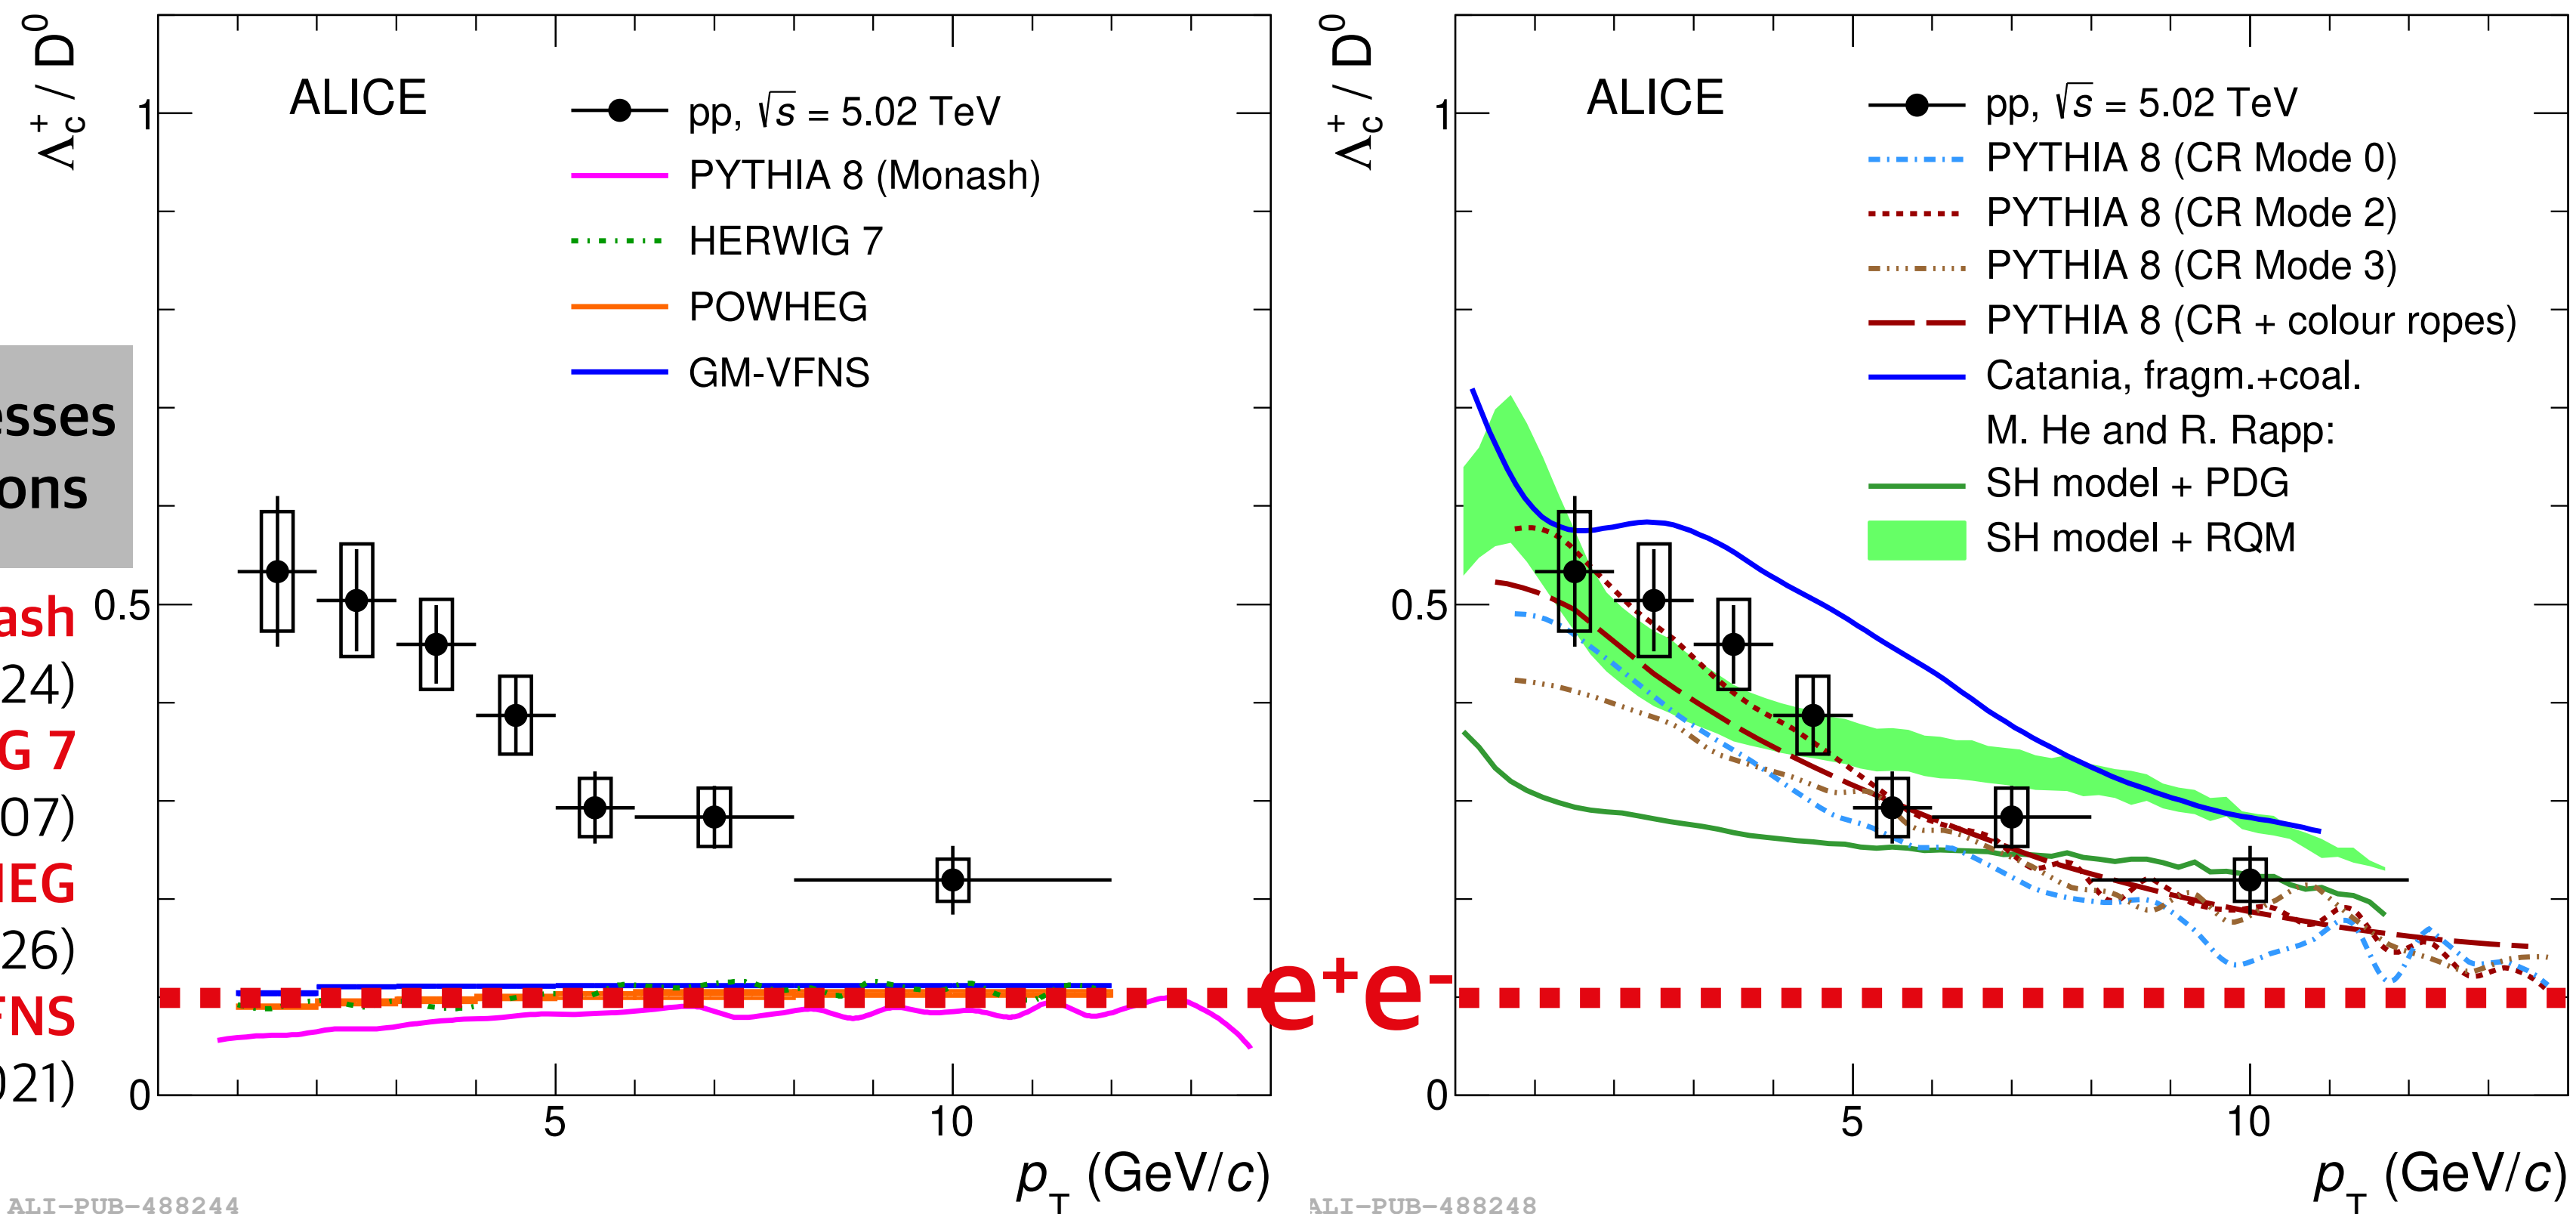 esses
ons
ash
24)
G 7
07)
HEG
26)
FNS
021)
Λc+ / D0
ALICE
pp, √s = 5.02 TeV
PYTHIA 8 (Monash)
HERWIG 7
POWHEG
GM-VFNS
1
0.5
0
5
10
pT (GeV/c)
ALI-PUB-488244
e+e-
Λc+ / D0
ALICE
pp, √s = 5.02 TeV
PYTHIA 8 (CR Mode 0)
PYTHIA 8 (CR Mode 2)
PYTHIA 8 (CR Mode 3)
PYTHIA 8 (CR + colour ropes)
Catania, fragm.+coal.
M. He and R. Rapp:
SH model + PDG
SH model + RQM
1
0.5
0
5
10
pT (GeV/c)
ALI-PUB-488248